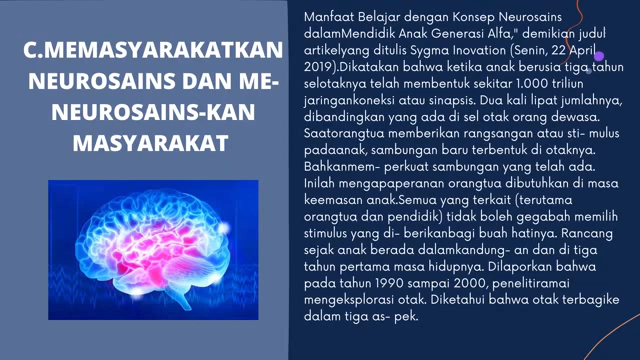 C.MEMASYARAKATKAN
NEUROSAINS DAN ME-
NEUROSAINS-KAN
MASYARAKAT
Manfaat Belajar dengan Konsep Neurosains
dalamMendidik Anak Generasi Alfa," demikian judul
artikelyang ditulis Sygma Inovation (Senin, 22 April
2019).Dikatakan bahwa ketika anak berusia tiga tahun
selotaknya telah membentuk sekitar 1.000 triliun
jaringankoneksi atau sinapsis. Dua kali lipat jumlahnya,
dibandingkan yang ada di sel otak orang dewasa.
Saatorangtua memberikan rangsangan atau sti- mulus
padaanak, sambungan baru terbentuk di otaknya.
Bahkanmem- perkuat sambungan yang telah ada.
Inilah mengapaperanan orangtua dibutuhkan di masa
keemasan anak.Semua yang terkait (terutama
orangtua dan pendidik) tidak boleh gegabah memilih
stimulus yang di- berikanbagi buah hatinya. Rancang
sejak anak berada dalamkandung- an dan di tiga
tahun pertama masa hidupnya. Dilaporkan bahwa
pada tahun 1990 sampai 2000, penelitiramai
mengeksplorasi otak. Diketahui bahwa otak terbagike
dalam tiga as- pek.